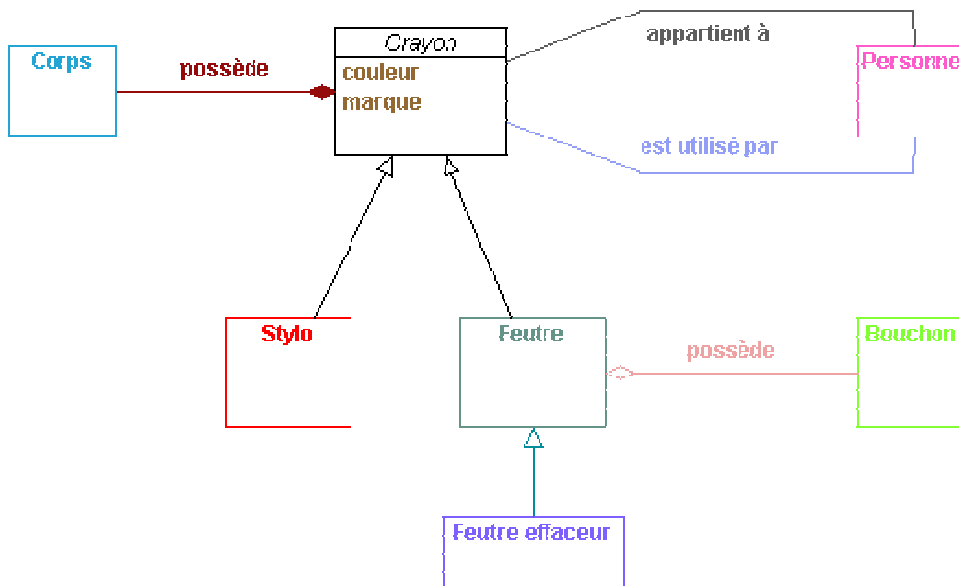 Crayon
appartient à
Corps
possède
couleur
marque
Personne
est utilisé par
Stylo
Feutre
possède
Bouchon
Feutre effaceur